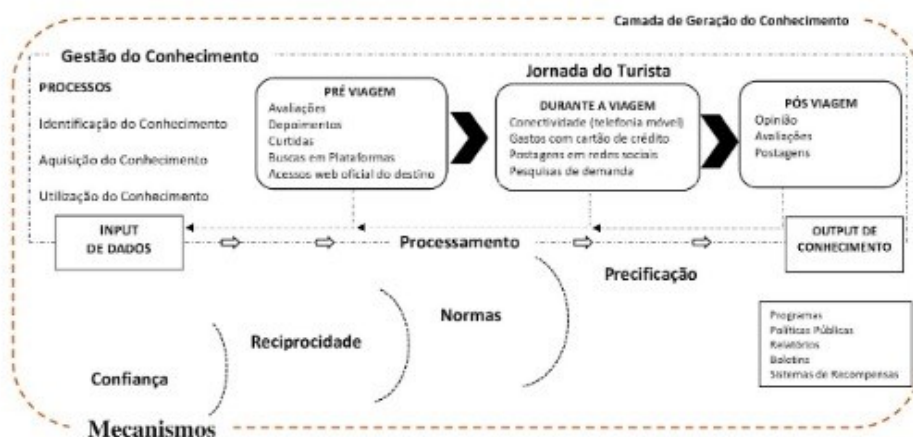 Camada de Geração do Conhecimento
Gestão do Conhecimento
Jornada do Turista
PROCESSOS
Identificação do Conhecimento
Aquisição do Conhecimento
Utilização do Conhecimento
PRÉ VIAGEM
Avaliações
Depoimentos
Curtidas
Buscas em Plataformas
Acessos web oficial do destino
DURANTE A VIAGEM
Conectividade (telefonia móvel)
Gastos com cartão de crédito
Postagens em redes sociais
Pesquisas de demanda
PÓS VIAGEM
Opinião
Avaliações
Postagens
INPUT
DE DADOS
Processamento
OUTPUT DE
CONHECIMENTO
Confiança
Reciprocidade
Normas
Precificação
Programas
Políticas Públicas
Relatórios
Boletins
Sistemas de Recompensas
Mecanismos